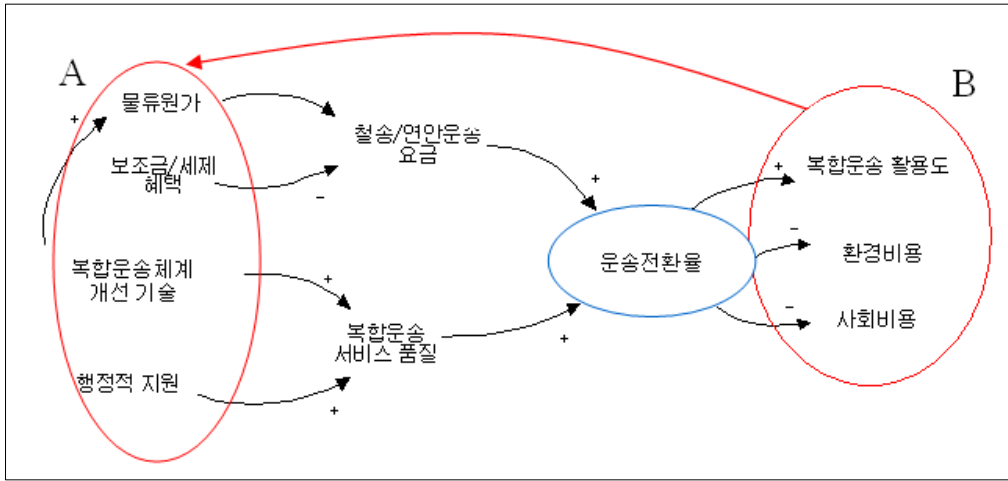 A
B
+
물류원가
철송/연안운송
요금
보조금/세제
혜택
−
+
+
복합운송 활용도
운송전환율
−
환경비용
복합운송체계
개선 기술
+
−
사회비용
복합운송
서비스 품질
+
행정적 지원
+